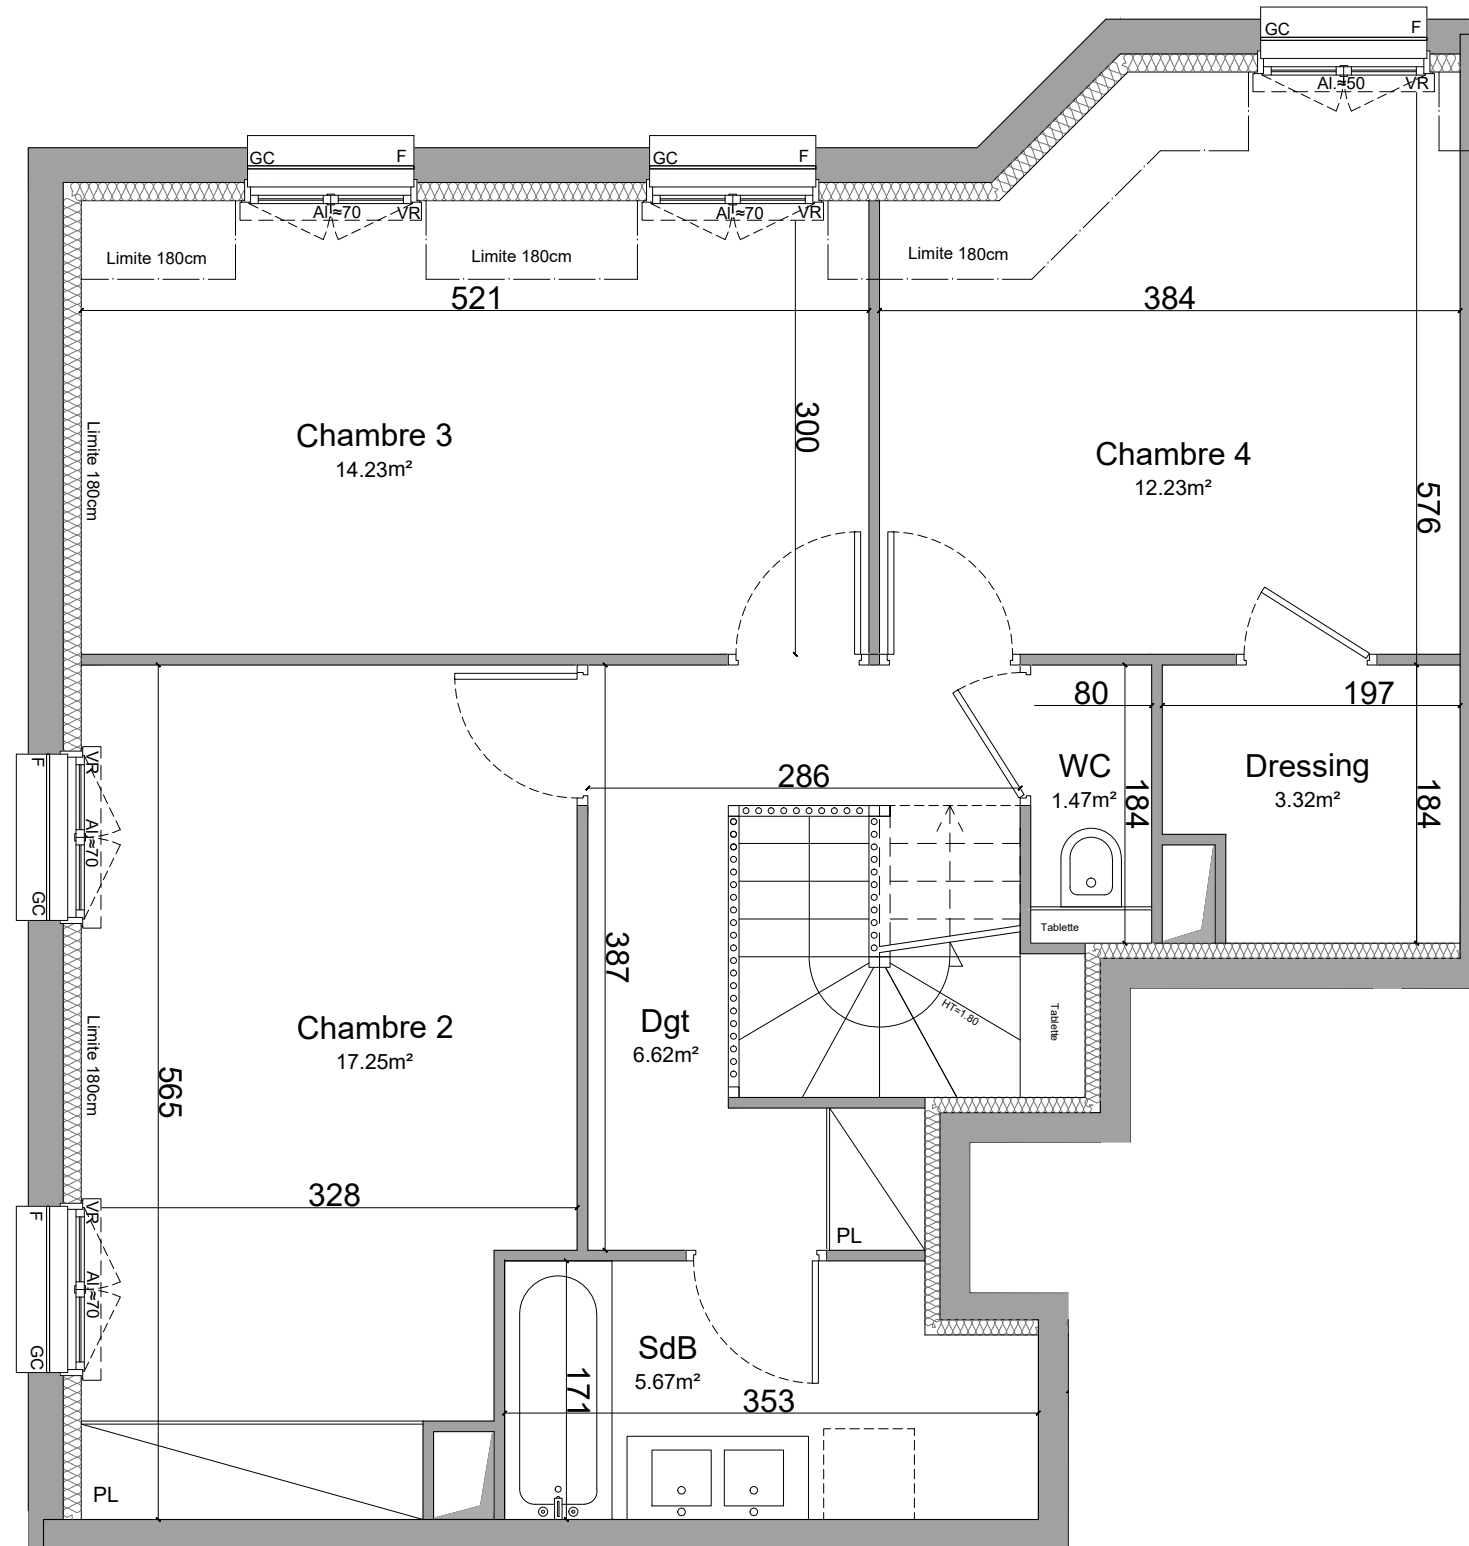 GC F
Al.≈50 VR
GC F
Al.≈70 VR
GC F
Al.≈70 VR
Limite 180cm
Limite 180cm
Limite 180cm
521
384
Limite 180cm
Chambre 3
14.23m²
300
Chambre 4
12.23m²
576
80
197
286
WC
1.47m²
184
Dressing
3.32m²
184
F
GC
VR
Al.≈70
Tablette
387
Dgt
6.62m²
HT=1.80
Tablette
Chambre 2
17.25m²
Limite 180cm
565
328
F
GC
VR
Al.≈70
PL
SdB
5.67m²
171
353
PL